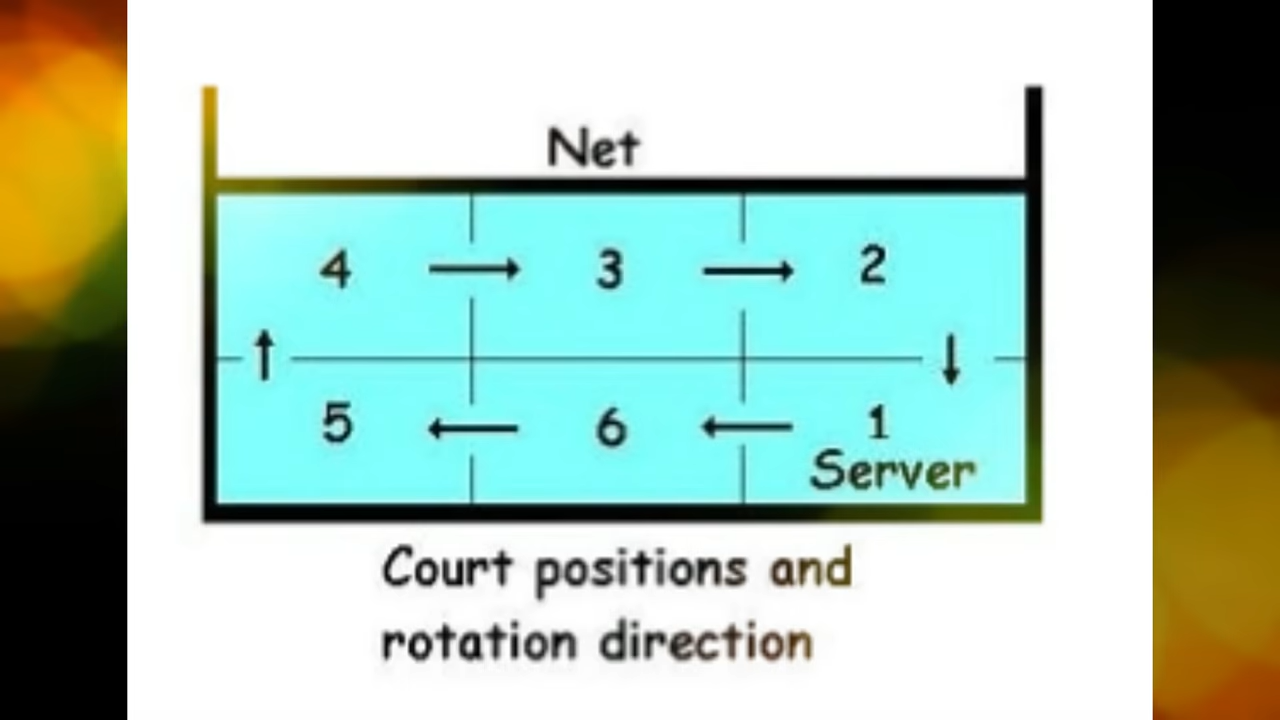 Net
4 3 2
5 6 1
Server
Court positions and
rotation direction